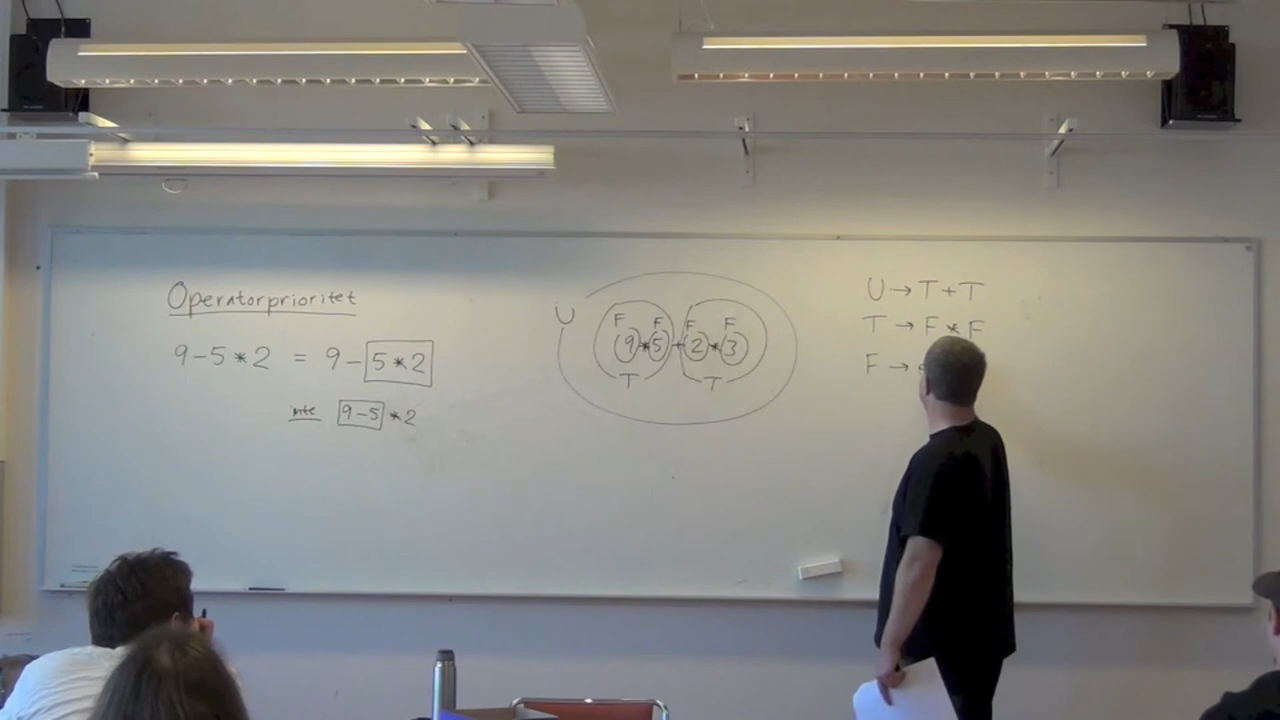 Operatorprioritet
9-5*2 = 9-5*2
inte 9-5*2
U
F F F F
9*5+2*3
T T
U→T+T
T→F*F
F→